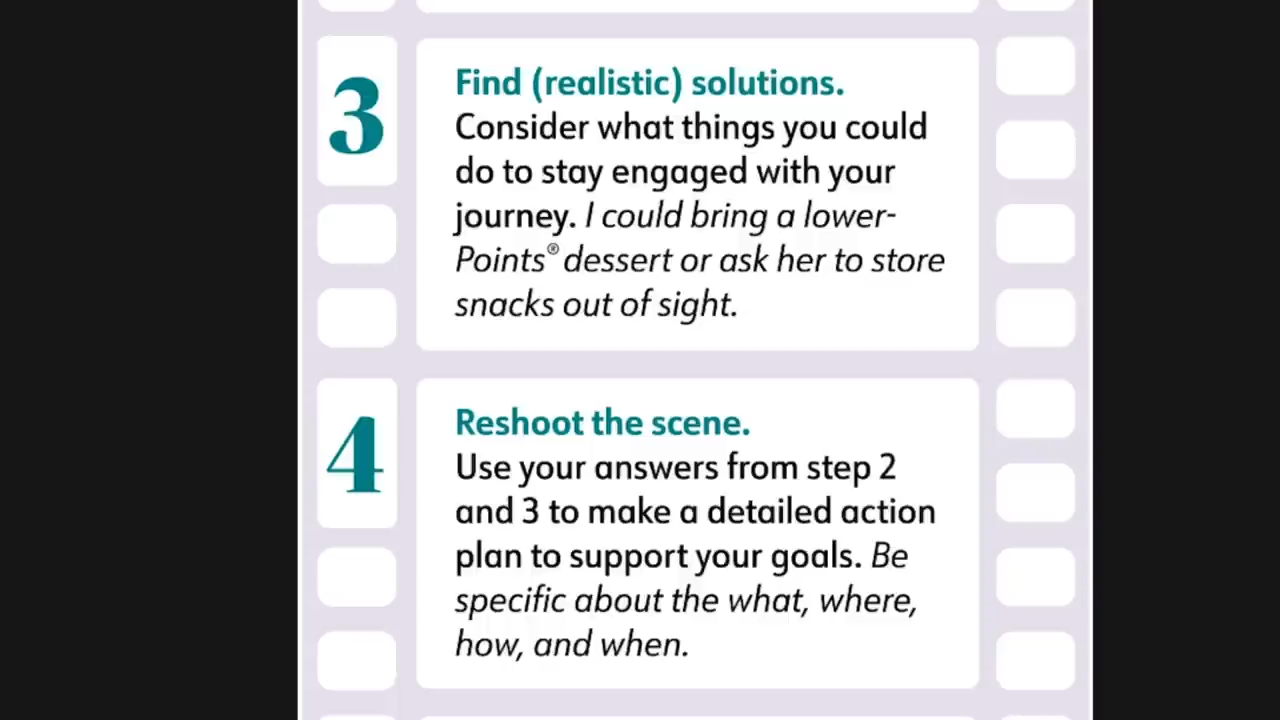 3
Find (realistic) solutions.
Consider what things you could
do to stay engaged with your
journey. I could bring a lower-
Points® dessert or ask her to store
snacks out of sight.
4
Reshoot the scene.
Use your answers from step 2
and 3 to make a detailed action
plan to support your goals. Be
specific about the what, where,
how, and when.